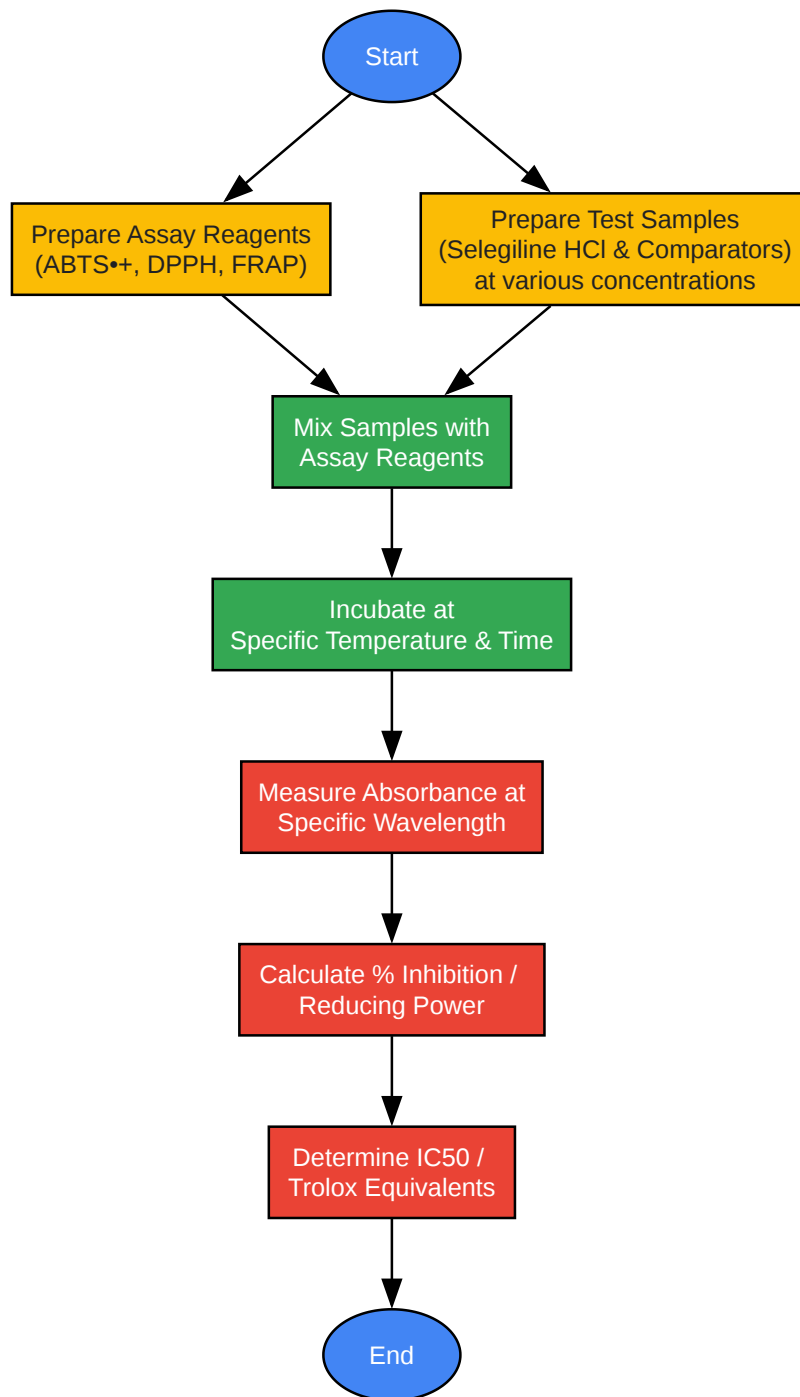 Start
Prepare Assay Reagents
(ABTS•+, DPPH, FRAP)
Prepare Test Samples
(Selegiline HCl & Comparators)
at various concentrations
Mix Samples with
Assay Reagents
Incubate at
Specific Temperature & Time
Measure Absorbance at
Specific Wavelength
Calculate % Inhibition /
Reducing Power
Determine IC50 /
Trolox Equivalents
End